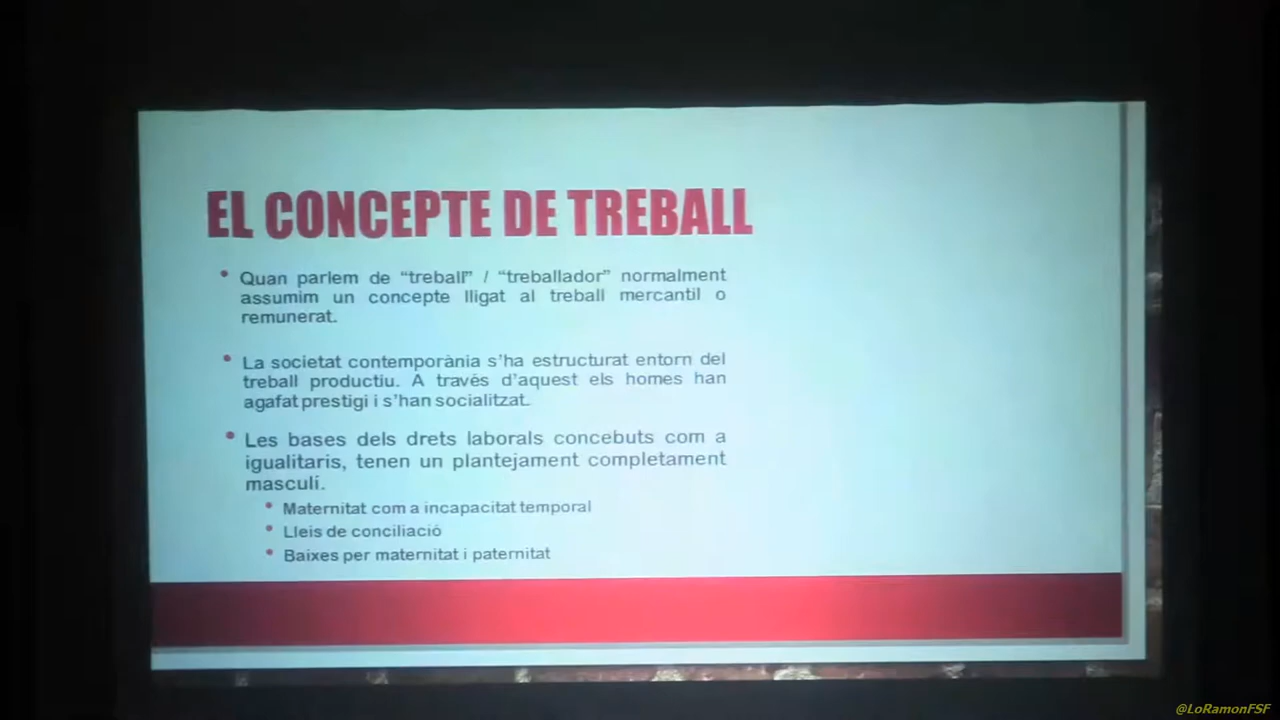 EL CONCEPTE DE TREBALL
• Quan parlem de “treball” / “treballador” normalment
assumim un concepte lligat al treball mercantil o
remunerat.
• La societat contemporània s’ha estructurat entorn del
treball productiu. A través d’aquest els homes han
agafat prestigi i s’han socialitzat.
• Les bases dels drets laborals concebuts com a
igualitaris, tenen un plantejament completament
masculí.
• Maternitat com a incapacitat temporal
• Lleis de conciliació
• Baixes per maternitat i paternitat
@LoRamonFSF